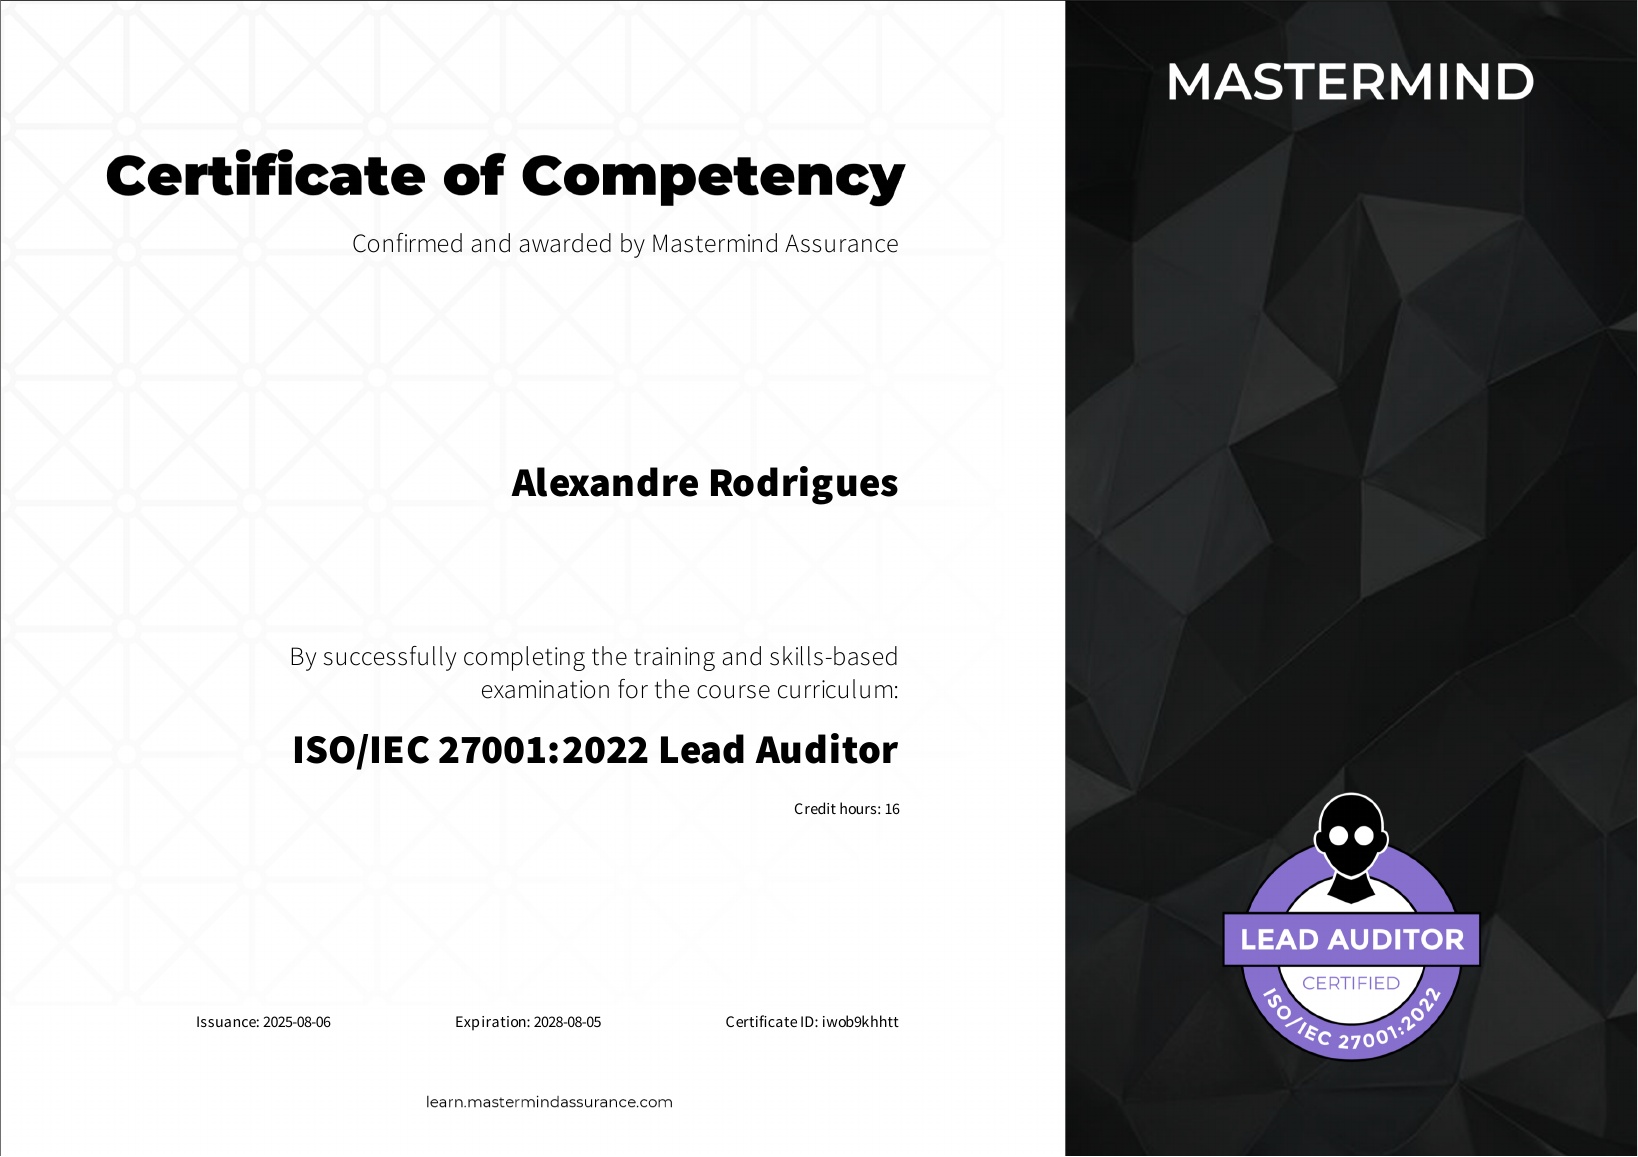 MASTERMIND
Certificate of Competency
Confirmed and awarded by Mastermind Assurance
Alexandre Rodrigues
By successfully completing the training and skills-based
examination for the course curriculum:
ISO/IEC 27001:2022 Lead Auditor
Credit hours: 16
LEAD AUDITOR
CERTIFIED
ISO/IEC 27001:2022
Issuance: 2025-08-06 Expiration: 2028-08-05 Certificate ID: iwob9khhtt
learn.mastermindassurance.com